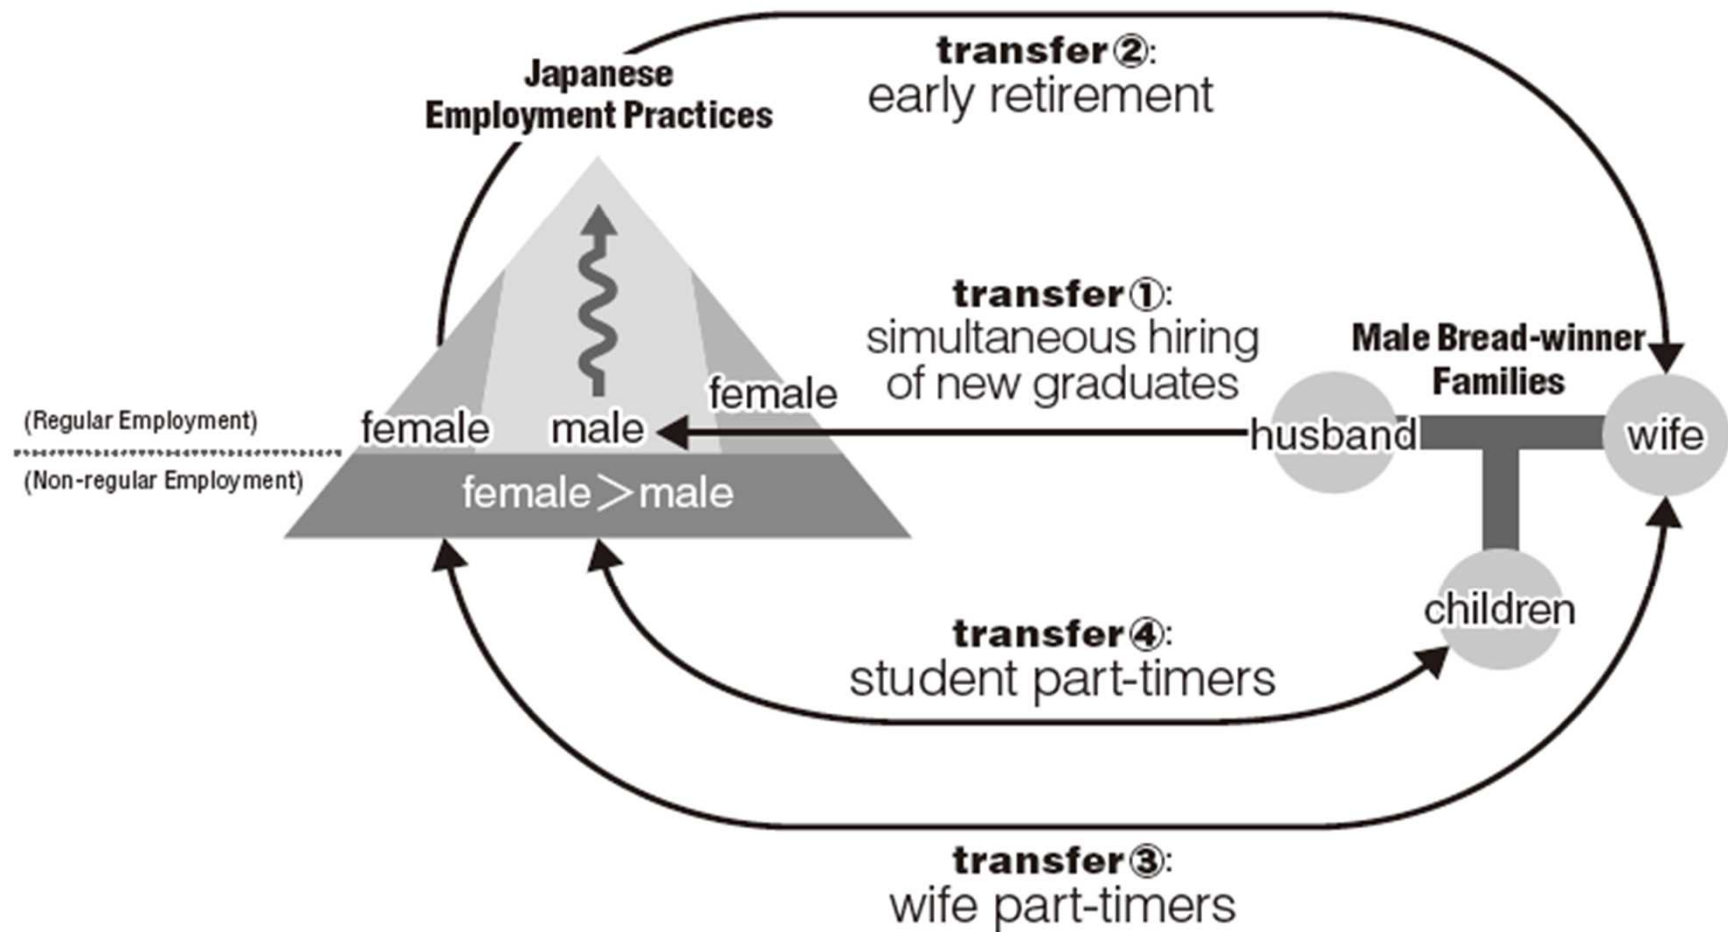 transfer②:
early retirement
Japanese
Employment Practices
transfer①:
simultaneous hiring
of new graduates
Male Bread-winner
Families
female
(Regular Employment)
female
male
husband
wife
(Non-regular Employment)
female＞male
children
transfer④:
student part-timers
transfer③:
wife part-timers